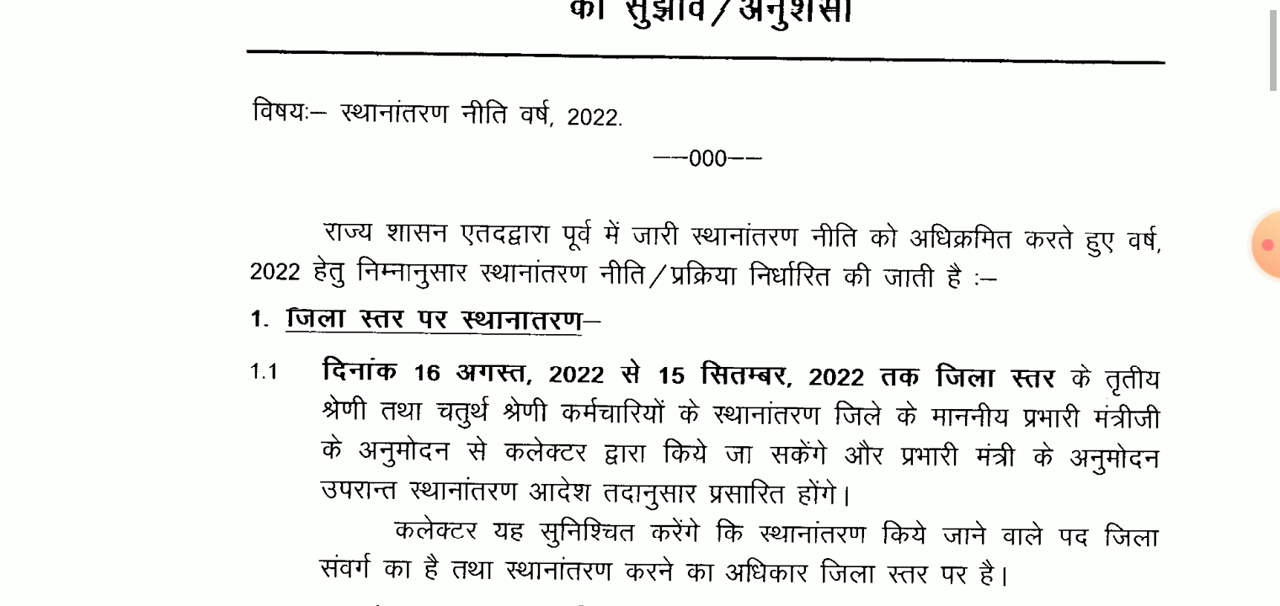 का सुझाव/अनुशंसा
विषयः– स्थानांतरण नीति वर्ष, 2022.
––000––
राज्य शासन एतदद्वारा पूर्व में जारी स्थानांतरण नीति को अधिक्रमित करते हुए वर्ष,
2022 हेतु निम्नानुसार स्थानांतरण नीति/प्रक्रिया निर्धारित की जाती है :–
1. जिला स्तर पर स्थानातरण–
1.1 दिनांक 16 अगस्त, 2022 से 15 सितम्बर, 2022 तक जिला स्तर के तृतीय
श्रेणी तथा चतुर्थ श्रेणी कर्मचारियों के स्थानांतरण जिले के माननीय प्रभारी मंत्रीजी
के अनुमोदन से कलेक्टर द्वारा किये जा सकेंगे और प्रभारी मंत्री के अनुमोदन
उपरान्त स्थानांतरण आदेश तदानुसार प्रसारित होंगे।
कलेक्टर यह सुनिश्चित करेंगे कि स्थानांतरण किये जाने वाले पद जिला
संवर्ग का है तथा स्थानांतरण करने का अधिकार जिला स्तर पर है।